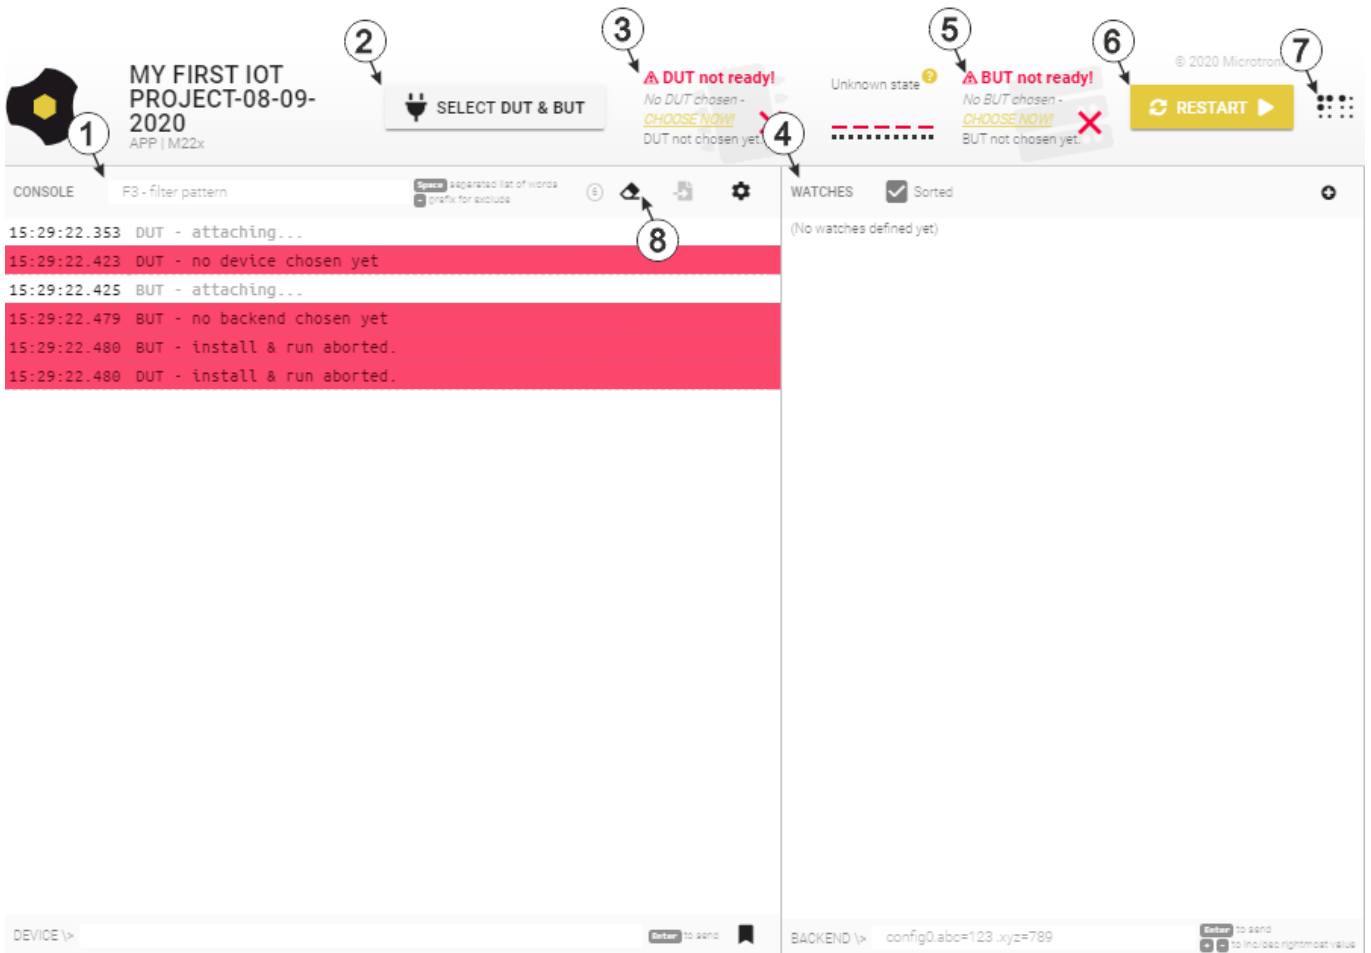 2
3
5
6
7
© 2020 Microtroni
MY FIRST IOT
PROJECT-08-09-
2020
APP | M22x
1
SELECT DUT & BUT
DUT not ready!
No DUT chosen -
CHOOSE NOW!
DUT not chosen yet.
Unknown state ?
4
BUT not ready!
No BUT chosen -
CHOOSE NOW!
BUT not chosen yet.
RESTART
CONSOLE
F3 - filter pattern
Space separated list of words
- prefix for exclude
8
WATCHES
Sorted
(No watches defined yet)
15:29:22.353 DUT - attaching...
15:29:22.423 DUT - no device chosen yet
15:29:22.425 BUT - attaching...
15:29:22.479 BUT - no backend chosen yet
15:29:22.480 BUT - install & run aborted.
15:29:22.480 DUT - install & run aborted.
DEVICE \>
Enter to send
BACKEND \>
config0.abc=123 .xyz=789
Enter to send
+ - to inc/dec rightmost value